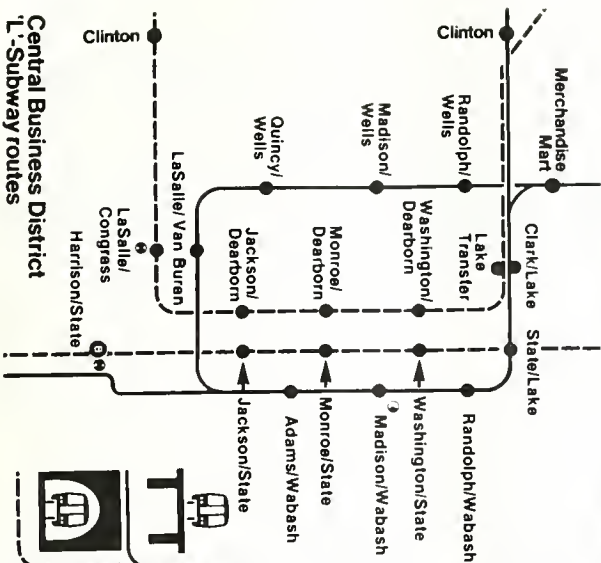 Clinton
Clinton
Merchandise
Mart
Randolph/
Wells
Madison/
Wells
Quincy/
Wells
LaSalle/Van Buren
LaSalle/
Congress
Clark/Lake
Lake
Transfer
Washington/
Dearborn
Monroe/
Dearborn
Jackson/
Dearborn
Harrison/State
B
State/Lake
Randolph/Wabash
Washington/State
Madison/Wabash
Monroe/State
Adams/Wabash
Jackson/State
Central Business District
'L'-Subway routes